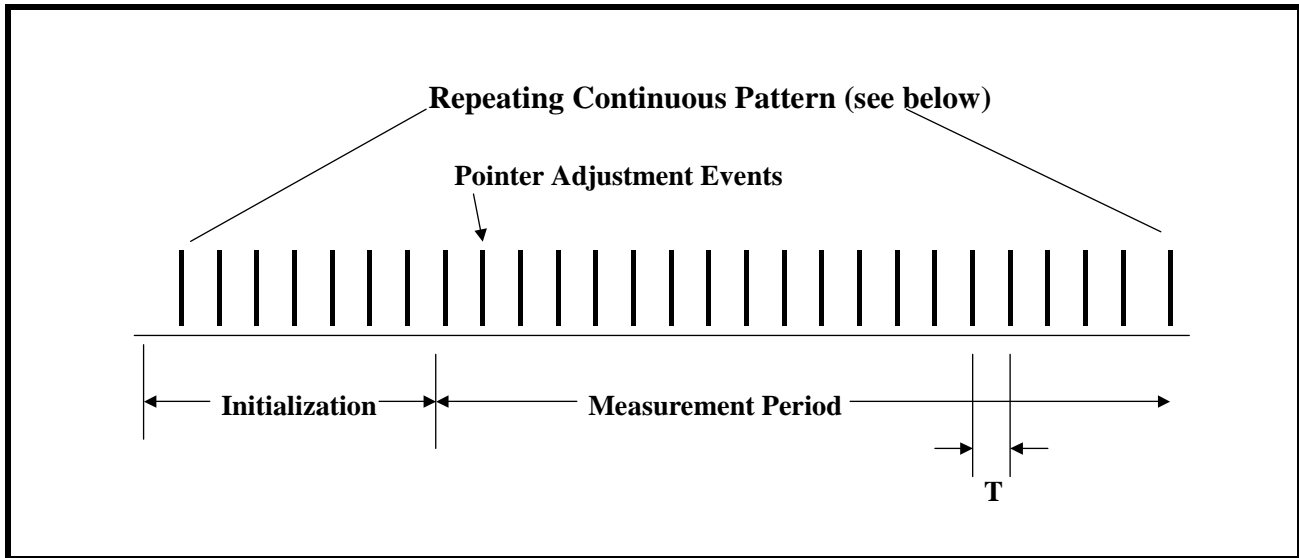 Repeating Continuous Pattern (see below)
Pointer Adjustment Events
Initialization
Measurement Period
T